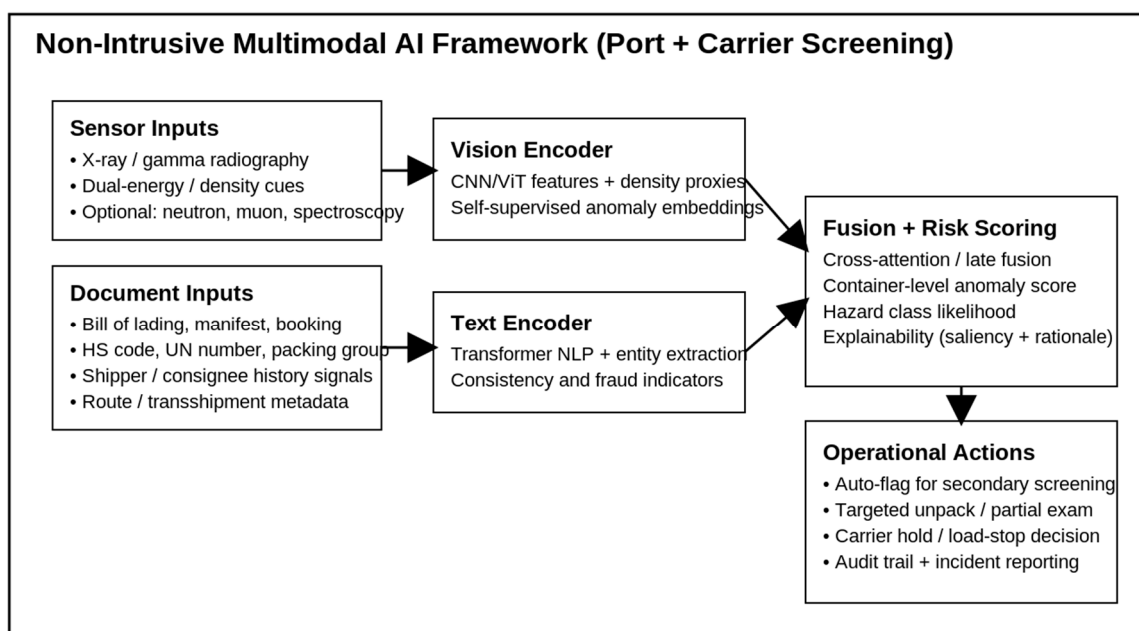 Non-Intrusive Multimodal AI Framework (Port + Carrier Screening)
Sensor Inputs
• X-ray / gamma radiography
• Dual-energy / density cues
• Optional: neutron, muon, spectroscopy
Document Inputs
• Bill of lading, manifest, booking
• HS code, UN number, packing group
• Shipper / consignee history signals
• Route / transshipment metadata
Vision Encoder
CNN/ViT features + density proxies
Self-supervised anomaly embeddings
Text Encoder
Transformer NLP + entity extraction
Consistency and fraud indicators
Fusion + Risk Scoring
Cross-attention / late fusion
Container-level anomaly score
Hazard class likelihood
Explainability (saliency + rationale)
Operational Actions
• Auto-flag for secondary screening
• Targeted unpack / partial exam
• Carrier hold / load-stop decision
• Audit trail + incident reporting